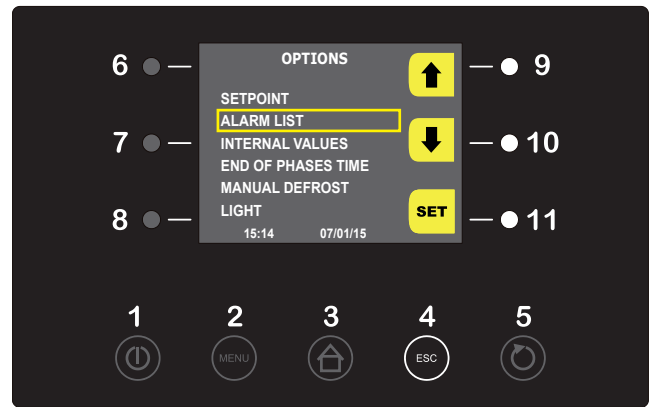 OPTIONS
6
9
SETPOINT
ALARM LIST
7
INTERNAL VALUES
10
END OF PHASES TIME
MANUAL DEFROST
8
LIGHT
SET
11
15:14 07/01/15
1 2 3 4 5
MENU ESC